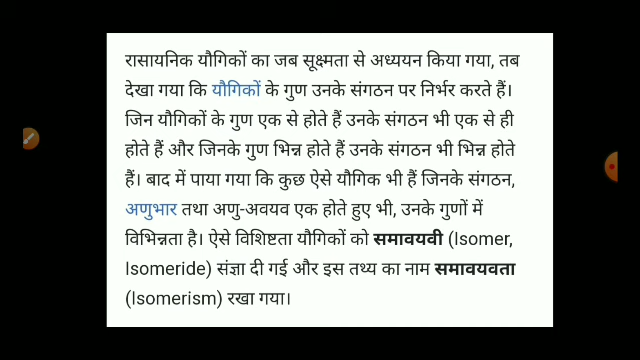 रासायनिक यौगिकों का जब सूक्ष्मता से अध्ययन किया गया, तब
देखा गया कि यौगिकों के गुण उनके संगठन पर निर्भर करते हैं।
जिन यौगिकों के गुण एक से होते हैं उनके संगठन भी एक से ही
होते हैं और जिनके गुण भिन्न होते हैं उनके संगठन भी भिन्न होते
हैं। बाद में पाया गया कि कुछ ऐसे यौगिक भी हैं जिनके संगठन,
अणुभार तथा अणु-अवयव एक होते हुए भी, उनके गुणों में
विभिन्नता है। ऐसे विशिष्टता यौगिकों को समावयवी (Isomer,
Isomeride) संज्ञा दी गई और इस तथ्य का नाम समावयवता
(Isomerism) रखा गया।